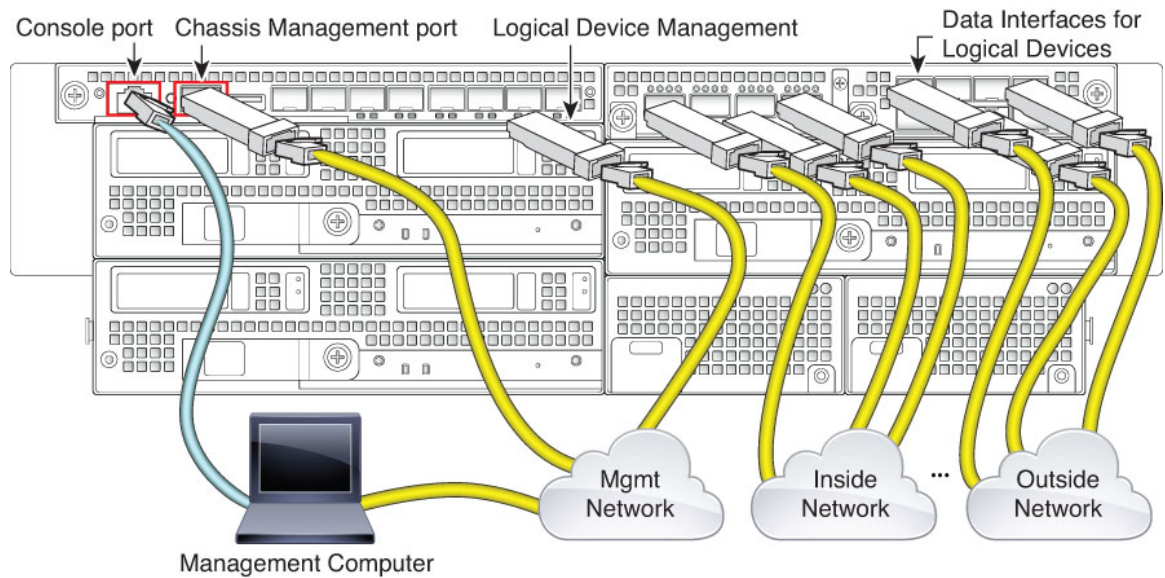 Console port
Chassis Management port
Logical Device Management
Data Interfaces for
Logical Devices
Mgmt
Network
Inside
Network
...
Outside
Network
Management Computer